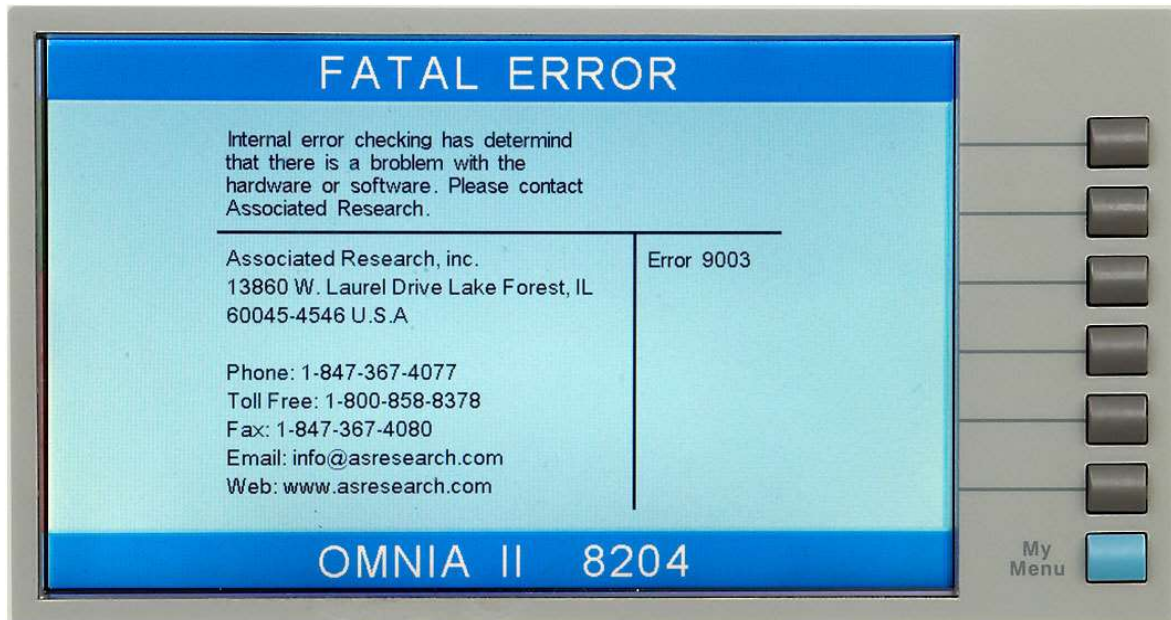 FATAL ERROR
Internal error checking has determind
that there is a broblem with the
hardware or software. Please contact
Associated Research.
Associated Research, inc.
13860 W. Laurel Drive Lake Forest, IL
60045-4546 U.S.A
Phone: 1-847-367-4077
Toll Free: 1-800-858-8378
Fax: 1-847-367-4080
Email: info@asresearch.com
Web: www.asresearch.com
Error 9003
OMNIA II 8204
My
Menu